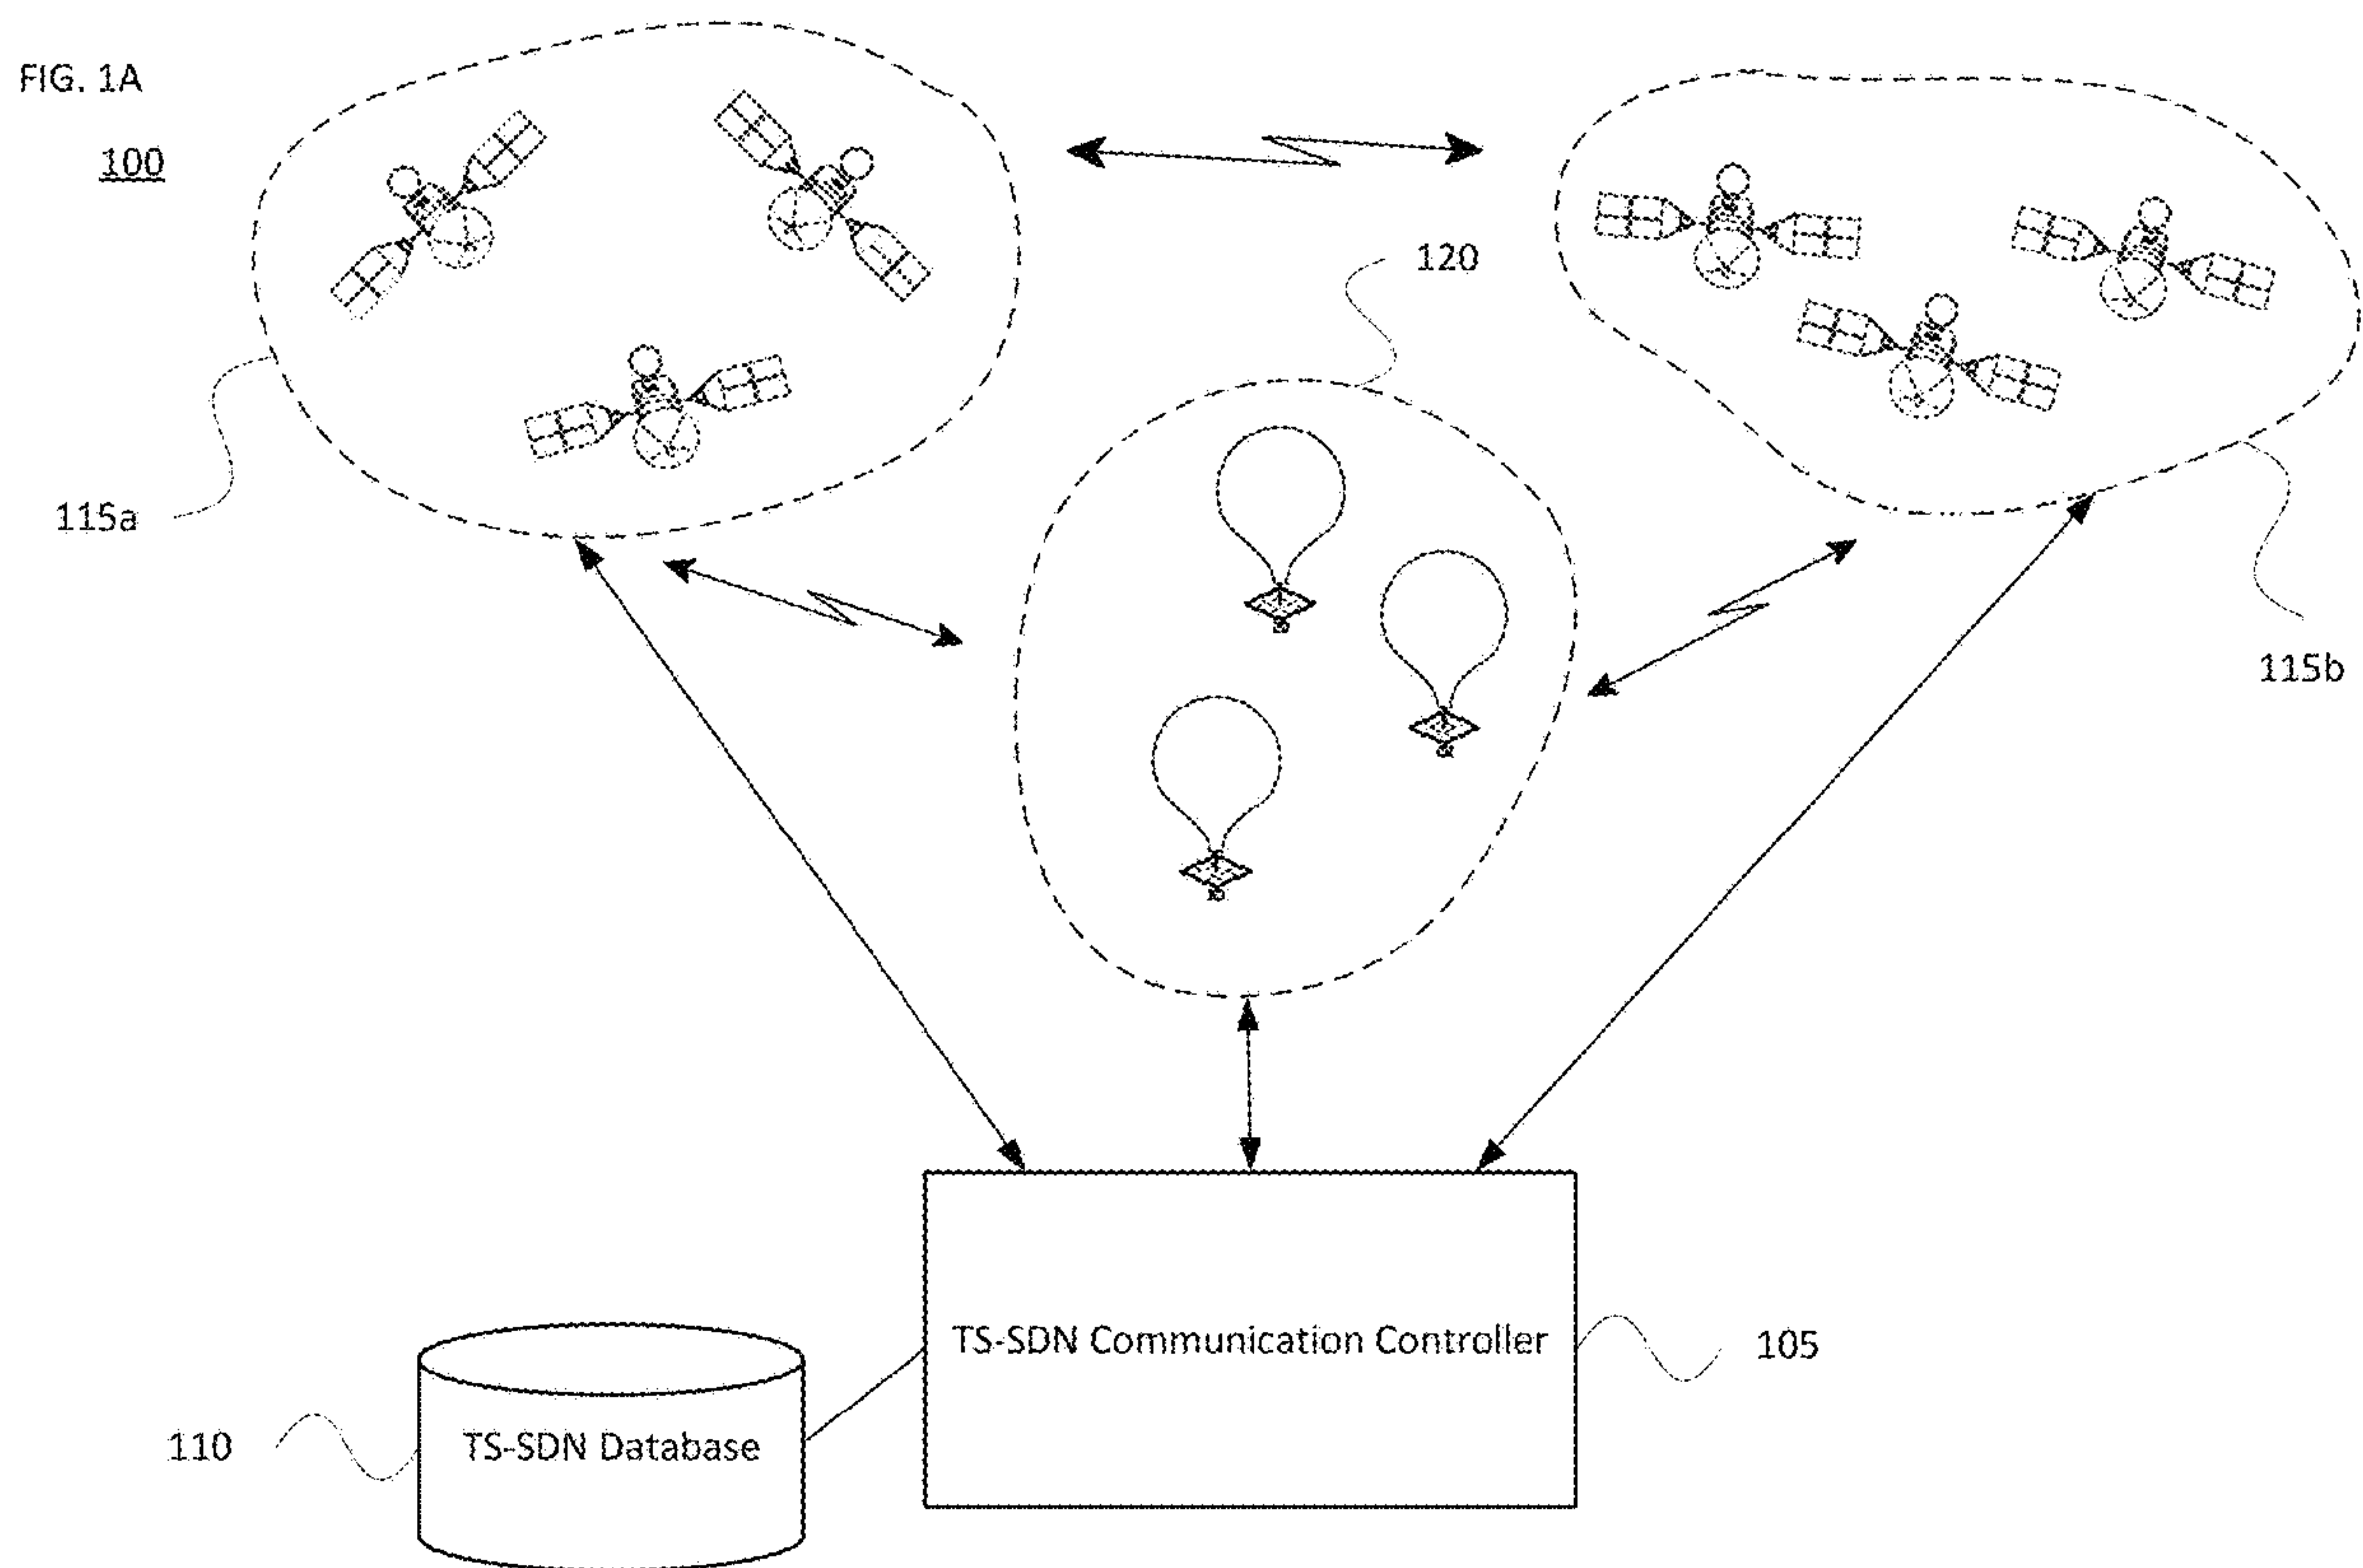 FIG. 1A
100
120
115a
115b
TS-SDN Communication Controller
105
110
TS-SDN Database